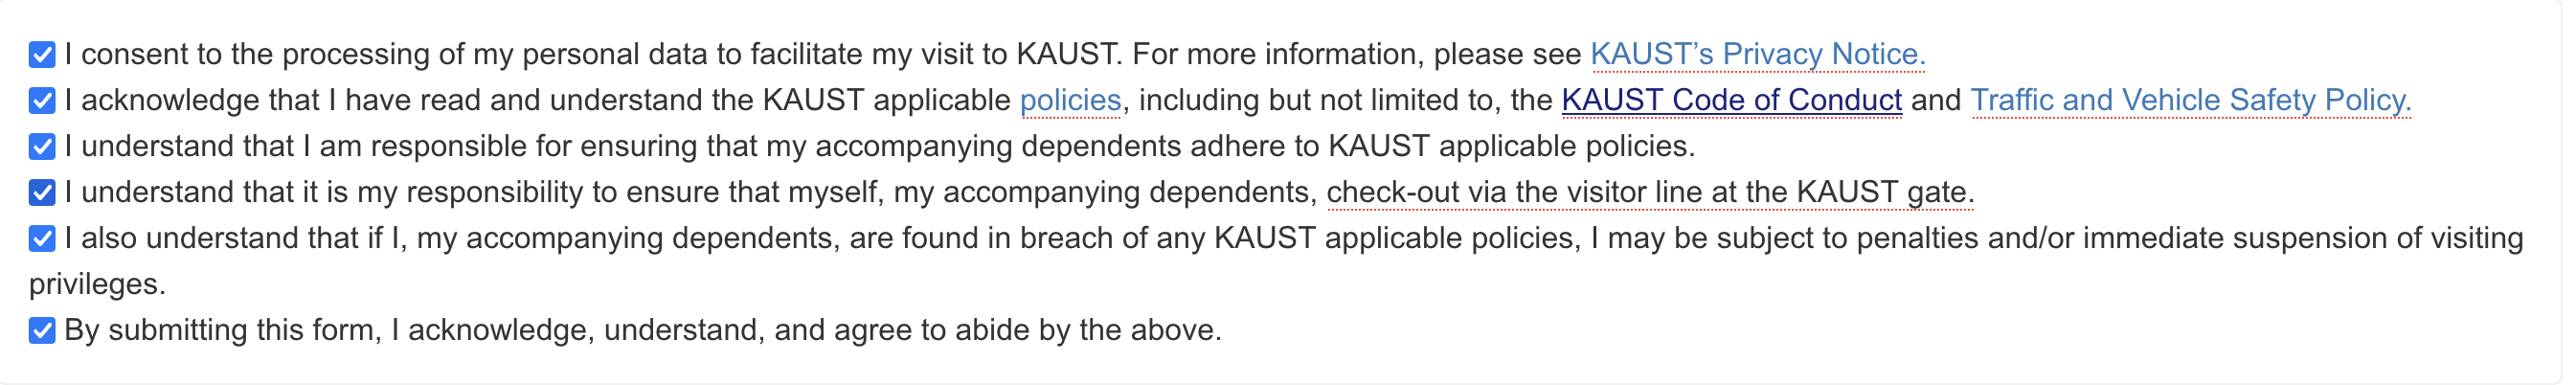 I consent to the processing of my personal data to facilitate my visit to KAUST. For more information, please see KAUST’s Privacy Notice.
I acknowledge that I have read and understand the KAUST applicable policies, including but not limited to, the KAUST Code of Conduct and Traffic and Vehicle Safety Policy.
I understand that I am responsible for ensuring that my accompanying dependents adhere to KAUST applicable policies.
I understand that it is my responsibility to ensure that myself, my accompanying dependents, check-out via the visitor line at the KAUST gate.
I also understand that if I, my accompanying dependents, are found in breach of any KAUST applicable policies, I may be subject to penalties and/or immediate suspension of visiting
privileges.
By submitting this form, I acknowledge, understand, and agree to abide by the above.